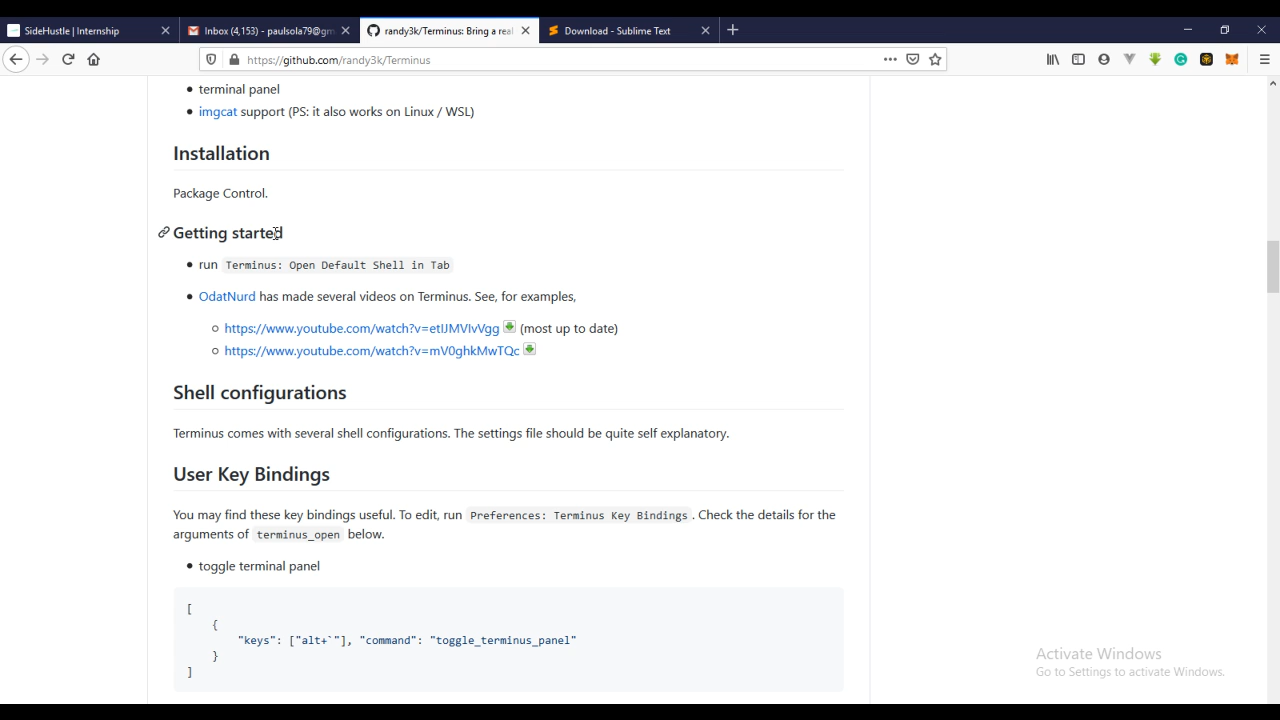 SideHustle | Internship
Inbox (4,153) - paulsola79@gm
randy3k/Terminus: Bring a real
Download - Sublime Text
https://github.com/randy3k/Terminus
• terminal panel
• imgcat support (PS: it also works on Linux / WSL)
Installation
Package Control.
Getting started
• run Terminus: Open Default Shell in Tab
• OdatNurd has made several videos on Terminus. See, for examples,
https://www.youtube.com/watch?v=etIJMVIvVgg (most up to date)
https://www.youtube.com/watch?v=mV0ghkMwTQc
Shell configurations
Terminus comes with several shell configurations. The settings file should be quite self explanatory.
User Key Bindings
You may find these key bindings useful. To edit, run Preferences: Terminus Key Bindings. Check the details for the
arguments of terminus_open below.
• toggle terminal panel
[
{
"keys": ["alt+`"], "command": "toggle_terminus_panel"
}
]
Activate Windows
Go to Settings to activate Windows.